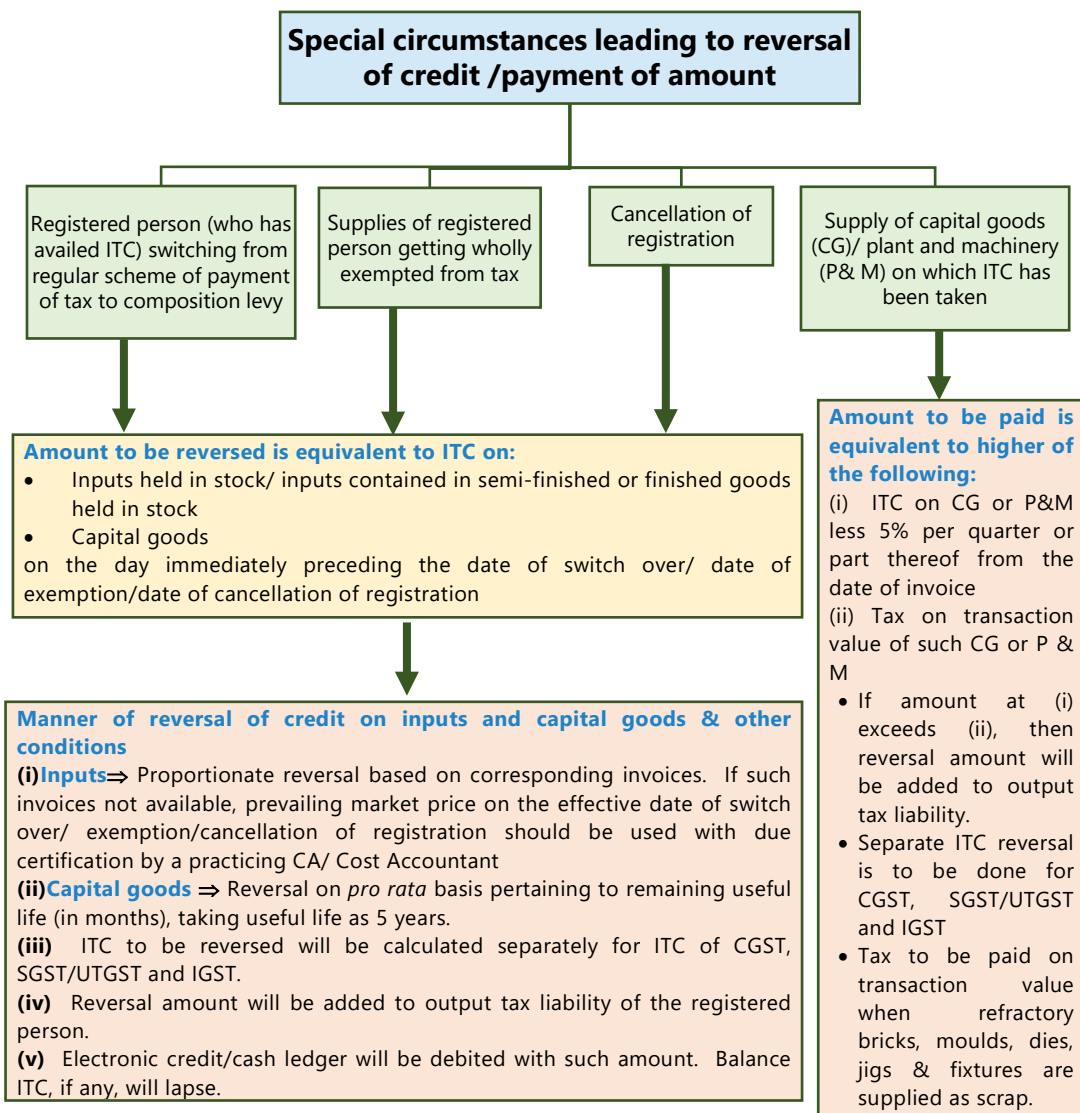 Special circumstances leading to reversal
of credit /payment of amount
Registered person (who has
availed ITC) switching from
regular scheme of payment
of tax to composition levy
Supplies of registered
person getting wholly
exempted from tax
Cancellation of
registration
Supply of capital goods
(CG)/ plant and machinery
(P& M) on which ITC has
been taken
Amount to be reversed is equivalent to ITC on:
• Inputs held in stock/ inputs contained in semi-finished or finished goods
held in stock
• Capital goods
on the day immediately preceding the date of switch over/ date of
exemption/date of cancellation of registration
Manner of reversal of credit on inputs and capital goods & other
conditions
(i)Inputs⇒ Proportionate reversal based on corresponding invoices. If such
invoices not available, prevailing market price on the effective date of switch
over/ exemption/cancellation of registration should be used with due
certification by a practicing CA/ Cost Accountant
(ii)Capital goods ⇒ Reversal on pro rata basis pertaining to remaining useful
life (in months), taking useful life as 5 years.
(iii) ITC to be reversed will be calculated separately for ITC of CGST,
SGST/UTGST and IGST.
(iv) Reversal amount will be added to output tax liability of the registered
person.
(v) Electronic credit/cash ledger will be debited with such amount. Balance
ITC, if any, will lapse.
Amount to be paid is
equivalent to higher of
the following:
(i) ITC on CG or P&M
less 5% per quarter or
part thereof from the
date of invoice
(ii) Tax on transaction
value of such CG or P &
M
• If amount at (i)
exceeds (ii), then
reversal amount will
be added to output
tax liability.
• Separate ITC reversal
is to be done for
CGST, SGST/UTGST
and IGST
• Tax to be paid on
transaction value
when refractory
bricks, moulds, dies,
jigs & fixtures are
supplied as scrap.